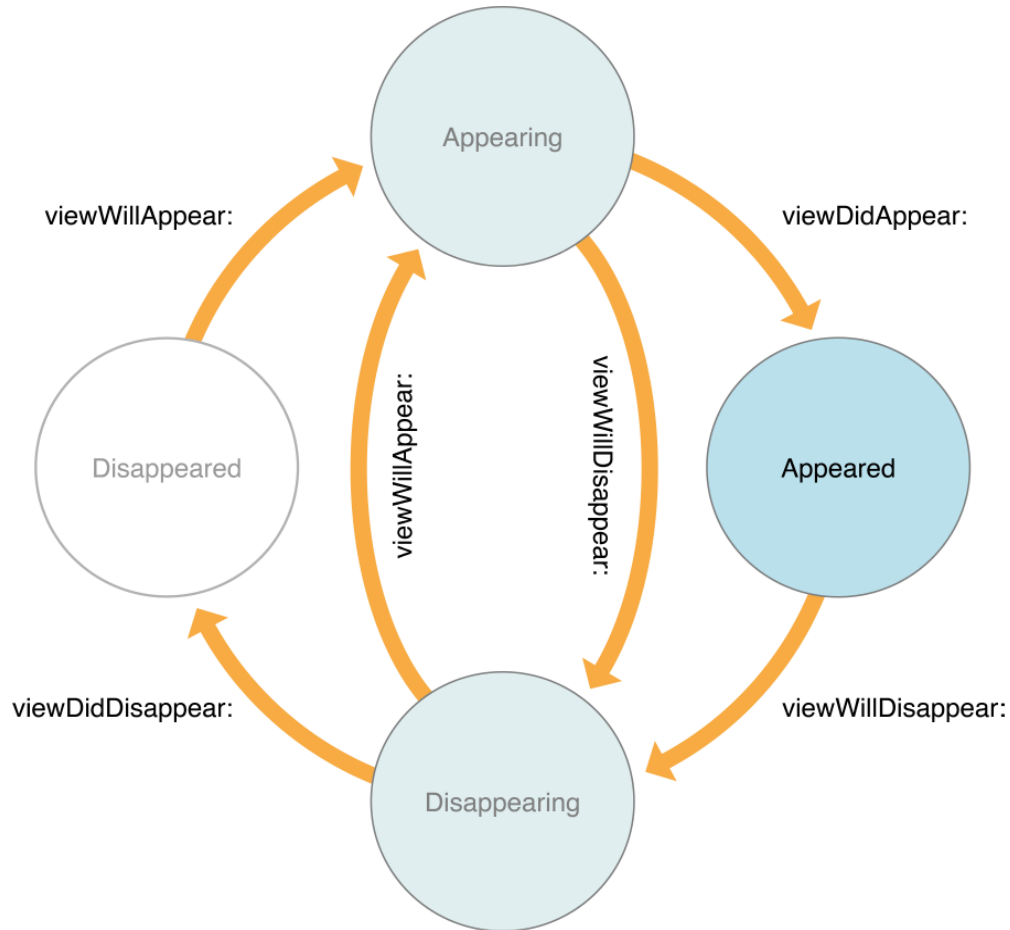 Appearing
viewWillAppear:
viewDidAppear:
viewWillAppear:
viewWillDisappear:
Disappeared
Appeared
viewDidDisappear:
viewWillDisappear:
Disappearing